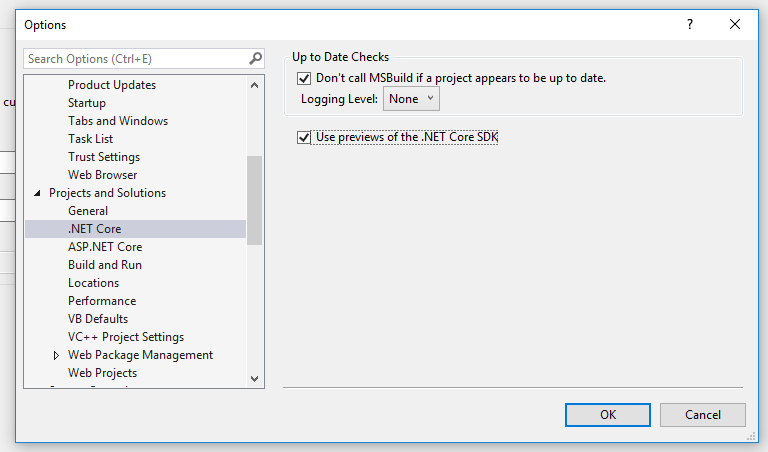 Options
?
Search Options (Ctrl+E)
Product Updates
Startup
Tabs and Windows
Task List
Trust Settings
Web Browser
Projects and Solutions
General
.NET Core
ASP.NET Core
Build and Run
Locations
Performance
VB Defaults
VC++ Project Settings
Web Package Management
Web Projects
Up to Date Checks
Don't call MSBuild if a project appears to be up to date.
Logging Level: None
Use previews of the .NET Core SDK
OK
Cancel
cu